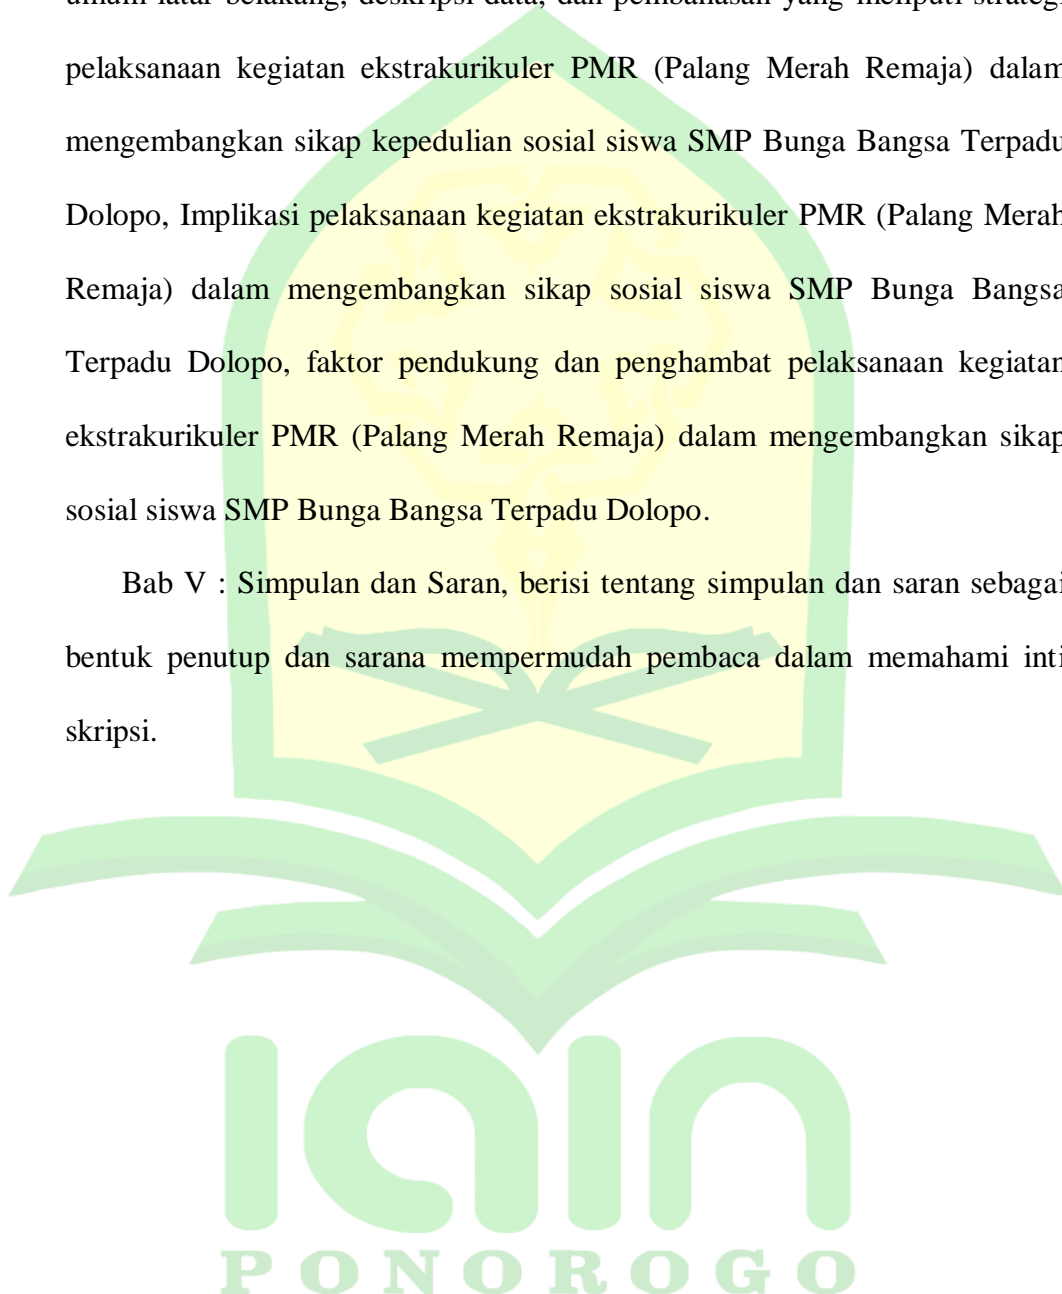 umum latar belakang, deskripsi data, dan pembahasan yang meliputi strategi
pelaksanaan kegiatan ekstrakurikuler PMR (Palang Merah Remaja) dalam
mengembangkan sikap kepedulian sosial siswa SMP Bunga Bangsa Terpadu
Dolopo, Implikasi pelaksanaan kegiatan ekstrakurikuler PMR (Palang Merah
Remaja) dalam mengembangkan sikap sosial siswa SMP Bunga Bangsa
Terpadu Dolopo, faktor pendukung dan penghambat pelaksanaan kegiatan
ekstrakurikuler PMR (Palang Merah Remaja) dalam mengembangkan sikap
sosial siswa SMP Bunga Bangsa Terpadu Dolopo.
Bab V : Simpulan dan Saran, berisi tentang simpulan dan saran sebagai
bentuk penutup dan sarana mempermudah pembaca dalam memahami inti
skripsi.
IAIN
PONOROGO